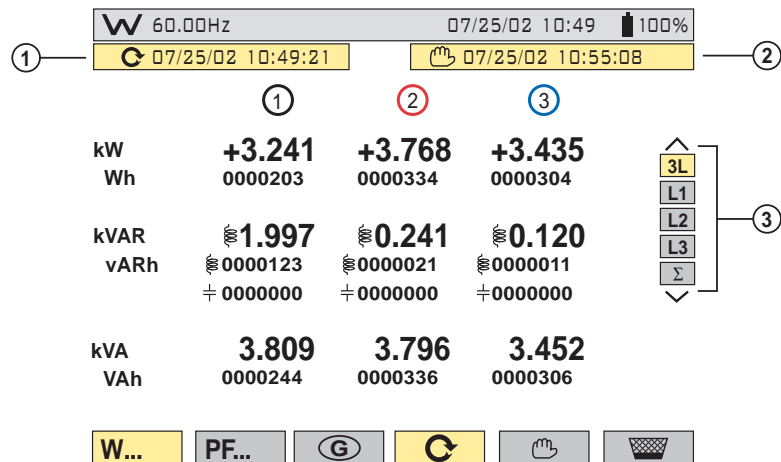 W 60.00Hz 07/25/02 10:49 100%
1 07/25/02 10:49:21 07/25/02 10:55:08 2
1 2 3
kW +3.241 +3.768 +3.435
Wh 0000203 0000334 0000304
kVAR 1.997 0.241 0.120
vARh 0000123 0000021 0000011
0000000 0000000 0000000
kVA 3.809 3.796 3.452
VAh 0000244 0000336 0000306
3L
L1
L2
L3
Σ
3
W... PF... G